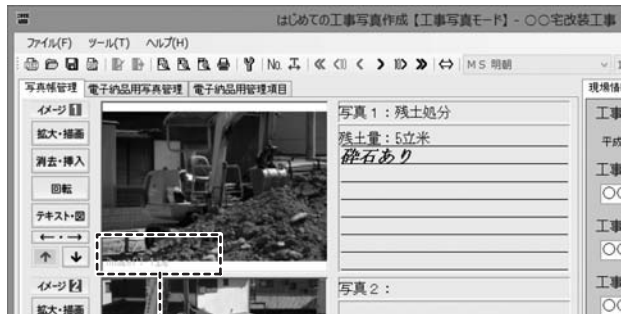 はじめての工事写真作成【工事写真モード】- ○○宅改装工事
ファイル(F) ツール(T) ヘルプ(H)
No. MS 明朝
写真帳管理 電子納品用写真管理 電子納品用管理項目 現場情
イメージ 1
拡大・描画
消去・挿入
回転
テキスト・図
←・→
↑ ↓
写真 1 : 残土処分
残土量 : 5立米
砕石あり
工事
平成
工事
○○
工事
○○
工事
○○
イメージ 2
拡大・描画
写真 2 :